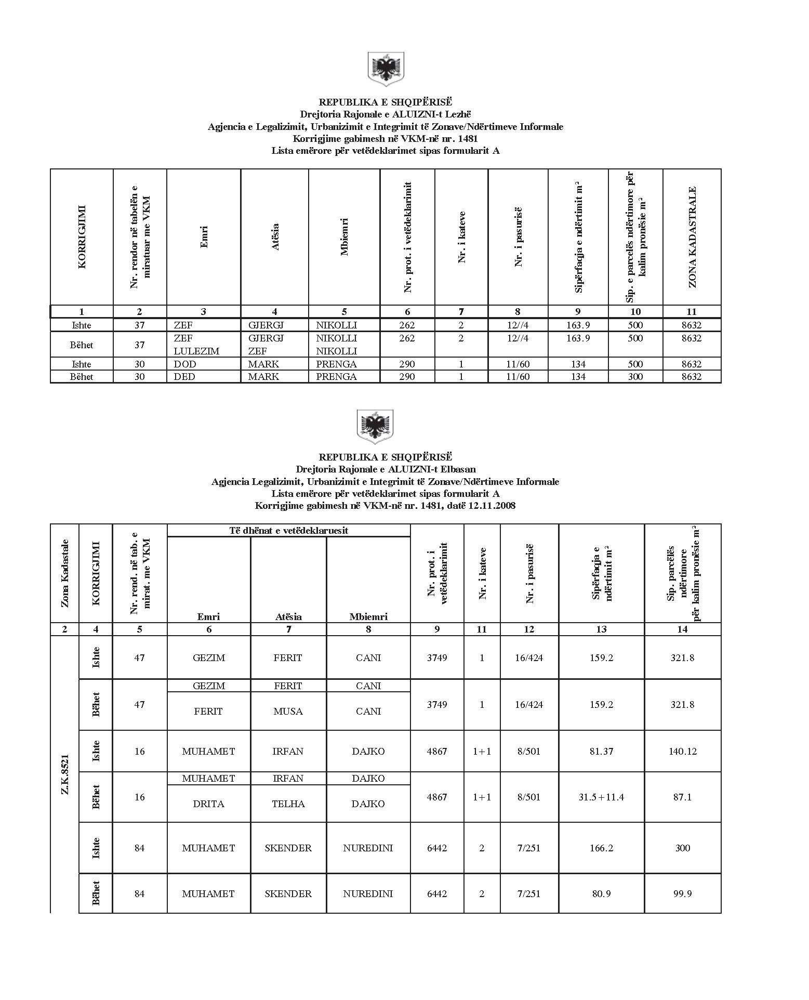 REPUBLIKA E SHQIPËRISË
Drejtoria Rajonale e ALUIZNI-t Lezhë
Agjencia e Legalizimit, Urbanizimit e Integrimit të Zonave/Ndërtimeve Informale
Korrigjime gabimesh në VKM-në nr. 1481
Lista emërore për vetëdeklarimet sipas formularit A
KORRIGJIMI
Nr. rendor në tabelën e
miratuar me VKM
Emri
Atësia
Mbiemri
Nr. prot. i vetëdeklarimit
Nr. i kateve
Nr. i pasurisë
Sipërfaqja e ndërtimit m²
Sip. e parcelës ndërtimore për
kalim pronësie m²
ZONA KADASTRALE
1 2 3 4 5 6 7 8 9 10 11
Ishte 37 ZEF GJERGJ NIKOLLI 262 2 12//4 163.9 500 8632
Bëhet 37 ZEF GJERGJ NIKOLLI 262 2 12//4 163.9 500 8632
LULEZIM ZEF NIKOLLI
Ishte 30 DOD MARK PRENGA 290 1 11/60 134 500 8632
Bëhet 30 DED MARK PRENGA 290 1 11/60 134 300 8632
REPUBLIKA E SHQIPËRISË
Drejtoria Rajonale e ALUIZNI-t Elbasan
Agjencia Legalizimit, Urbanizimit e Integrimit të Zonave/Ndërtimeve Informale
Lista emërore për vetëdeklarimet sipas formularit A
Korrigjime gabimesh në VKM-në nr. 1481, datë 12.11.2008
Zona Kadastale
KORRIGJIMI
Nr. rend. në tab. e
mirat. me VKM
Të dhënat e vetëdeklaruesit
Emri Atësia Mbiemri
Nr. prot. i
vetëdeklarimit
Nr. i kateve
Nr. i pasurisë
Sipërfaqja e
ndërtimit m²
Sip. parcëlës
ndërtimore
për kalim pronësie m²
2 4 5 6 7 8 9 11 12 13 14
Z.K.8521
Ishte 47 GEZIM FERIT CANI 3749 1 16/424 159.2 321.8
GEZIM FERIT CANI
Bëhet 47 3749 1 16/424 159.2 321.8
FERIT MUSA CANI
Ishte 16 MUHAMET IRFAN DAJKO 4867 1+1 8/501 81.37 140.12
MUHAMET IRFAN DAJKO
Bëhet 16 4867 1+1 8/501 31.5+11.4 87.1
DRITA TELHA DAJKO
Ishte 84 MUHAMET SKENDER NUREDINI 6442 2 7/251 166.2 300
Bëhet 84 MUHAMET SKENDER NUREDINI 6442 2 7/251 80.9 99.9